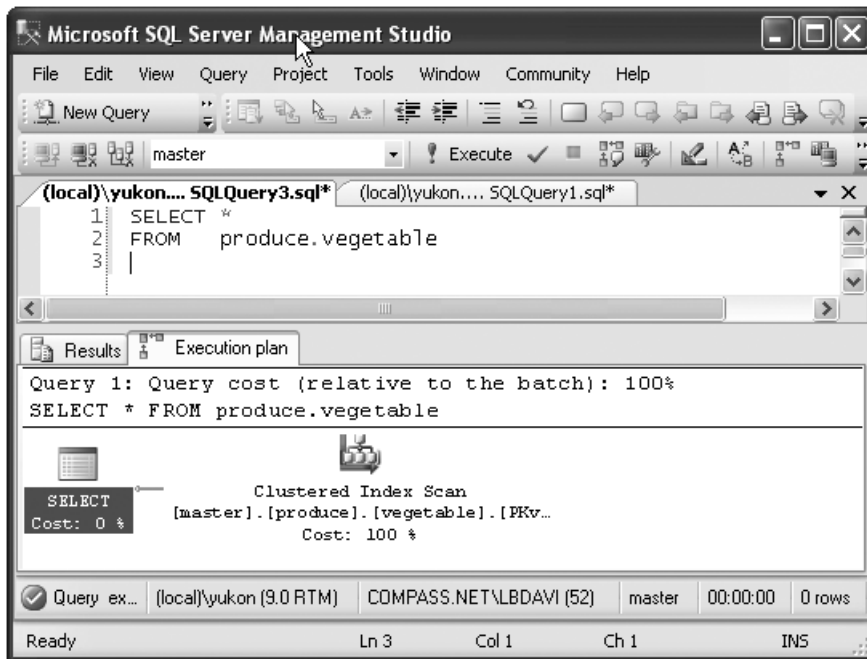 Microsoft SQL Server Management Studio
File Edit View Query Project Tools Window Community Help
New Query
master Execute
(local)\yukon.... SQLQuery3.sql* (local)\yukon.... SQLQuery1.sql*
1 SELECT *
2 FROM produce.vegetable
3
Results Execution plan
Query 1: Query cost (relative to the batch): 100%
SELECT * FROM produce.vegetable
SELECT
Cost: 0 %
Clustered Index Scan
[master].[produce].[vegetable].[PKv…
Cost: 100 %
Query ex... (local)\yukon (9.0 RTM) COMPASS.NET\LBDAVI (52) master 00:00:00 0 rows
Ready Ln 3 Col 1 Ch 1 INS